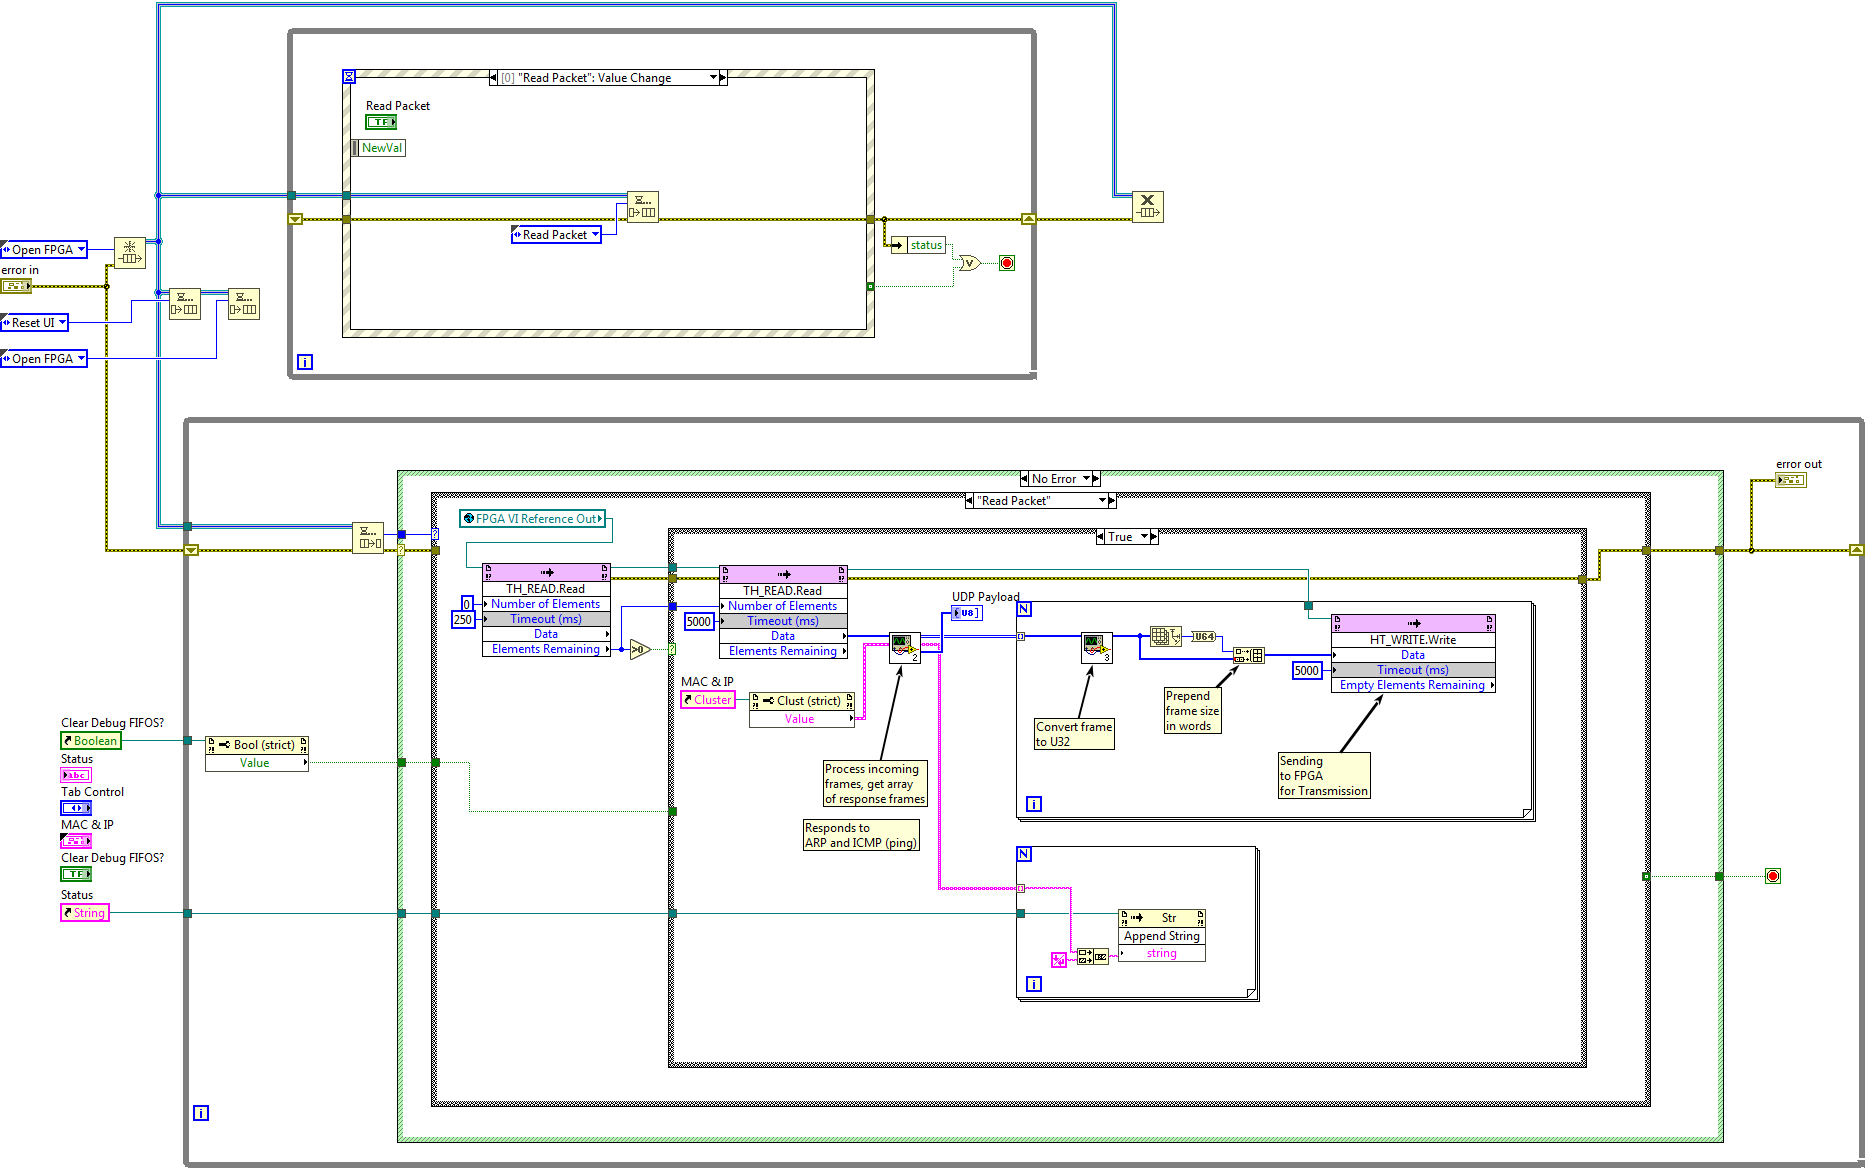 [0] "Read Packet": Value Change
Read Packet
TF
NewVal
Read Packet
Open FPGA
error in
status
Reset UI
Open FPGA
i
error out
No Error
"Read Packet"
FPGA VI Reference Out
True
TH_READ.Read
Number of Elements
Timeout (ms)
Data
Elements Remaining
0
250
>0
?
?
?
TH_READ.Read
Number of Elements
Timeout (ms)
Data
Elements Remaining
5000
UDP Payload
U8]
N
2
3
U64
HT_WRITE.Write
Data
Timeout (ms)
Empty Elements Remaining
5000
MAC & IP
Cluster
Clust (strict)
Value
Convert frame
to U32
Prepend
frame size
in words
Sending
to FPGA
for Transmission
Process incoming
frames, get array
of response frames
Responds to
ARP and ICMP (ping)
i
Clear Debug FIFOS?
Boolean
Bool (strict)
Value
Status
abc
Tab Control
MAC & IP
Clear Debug FIFOS?
TF
Status
String
N
Str
Append String
string
i
i